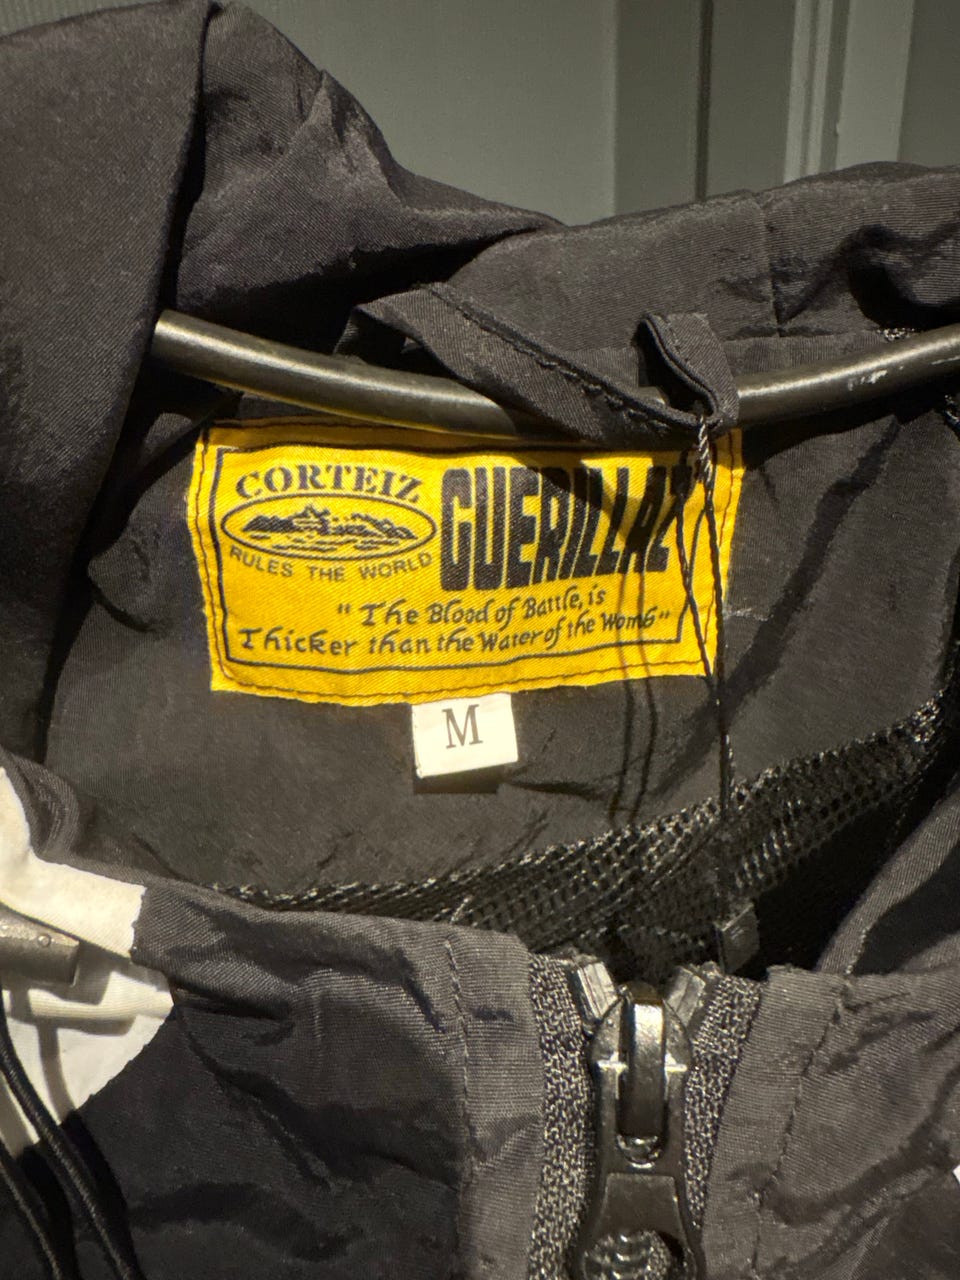 CORTEIZ
RULES THE WORLD
GUERILLAZ
" The Blood of Battle, is
Thicker than the Water of the Womb"
M